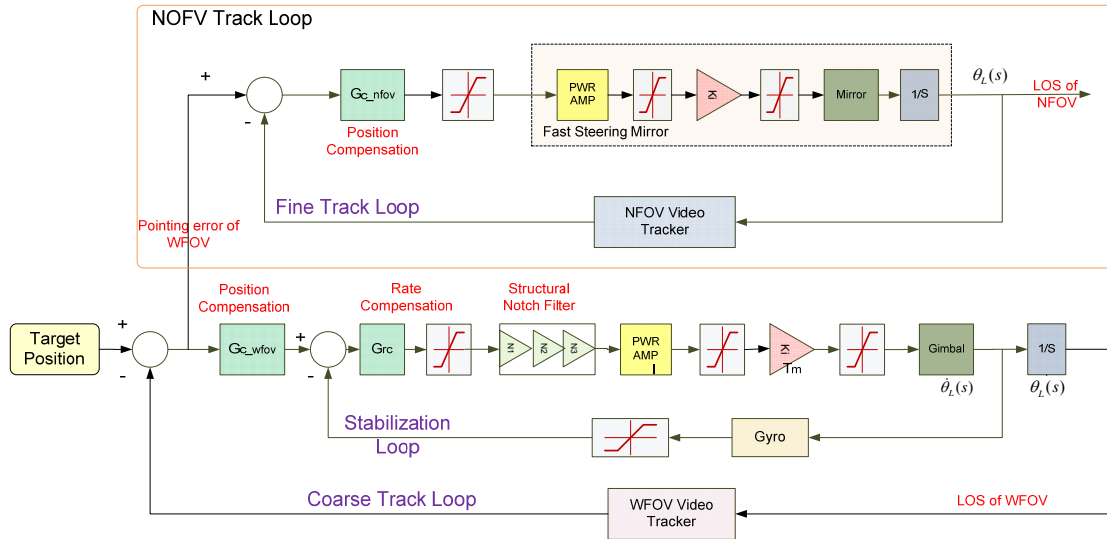 NOFV Track Loop
+
-
Gc_nfov
Position
Compensation
PWR
AMP
Ki
Mirror
1/S
Fast Steering Mirror
θL(s)
LOS of
NFOV
Fine Track Loop
NFOV Video
Tracker
Pointing error of
WFOV
Position
Compensation
Rate
Compensation
Structural
Notch Filter
Target
Position
+
-
Gc_wfov
+
-
Grc
N1
N2
N3
PWR
AMP
I
Ki
Tm
Gimbal
θ̇L(s)
1/S
θL(s)
Stabilization
Loop
Gyro
Coarse Track Loop
WFOV Video
Tracker
LOS of WFOV